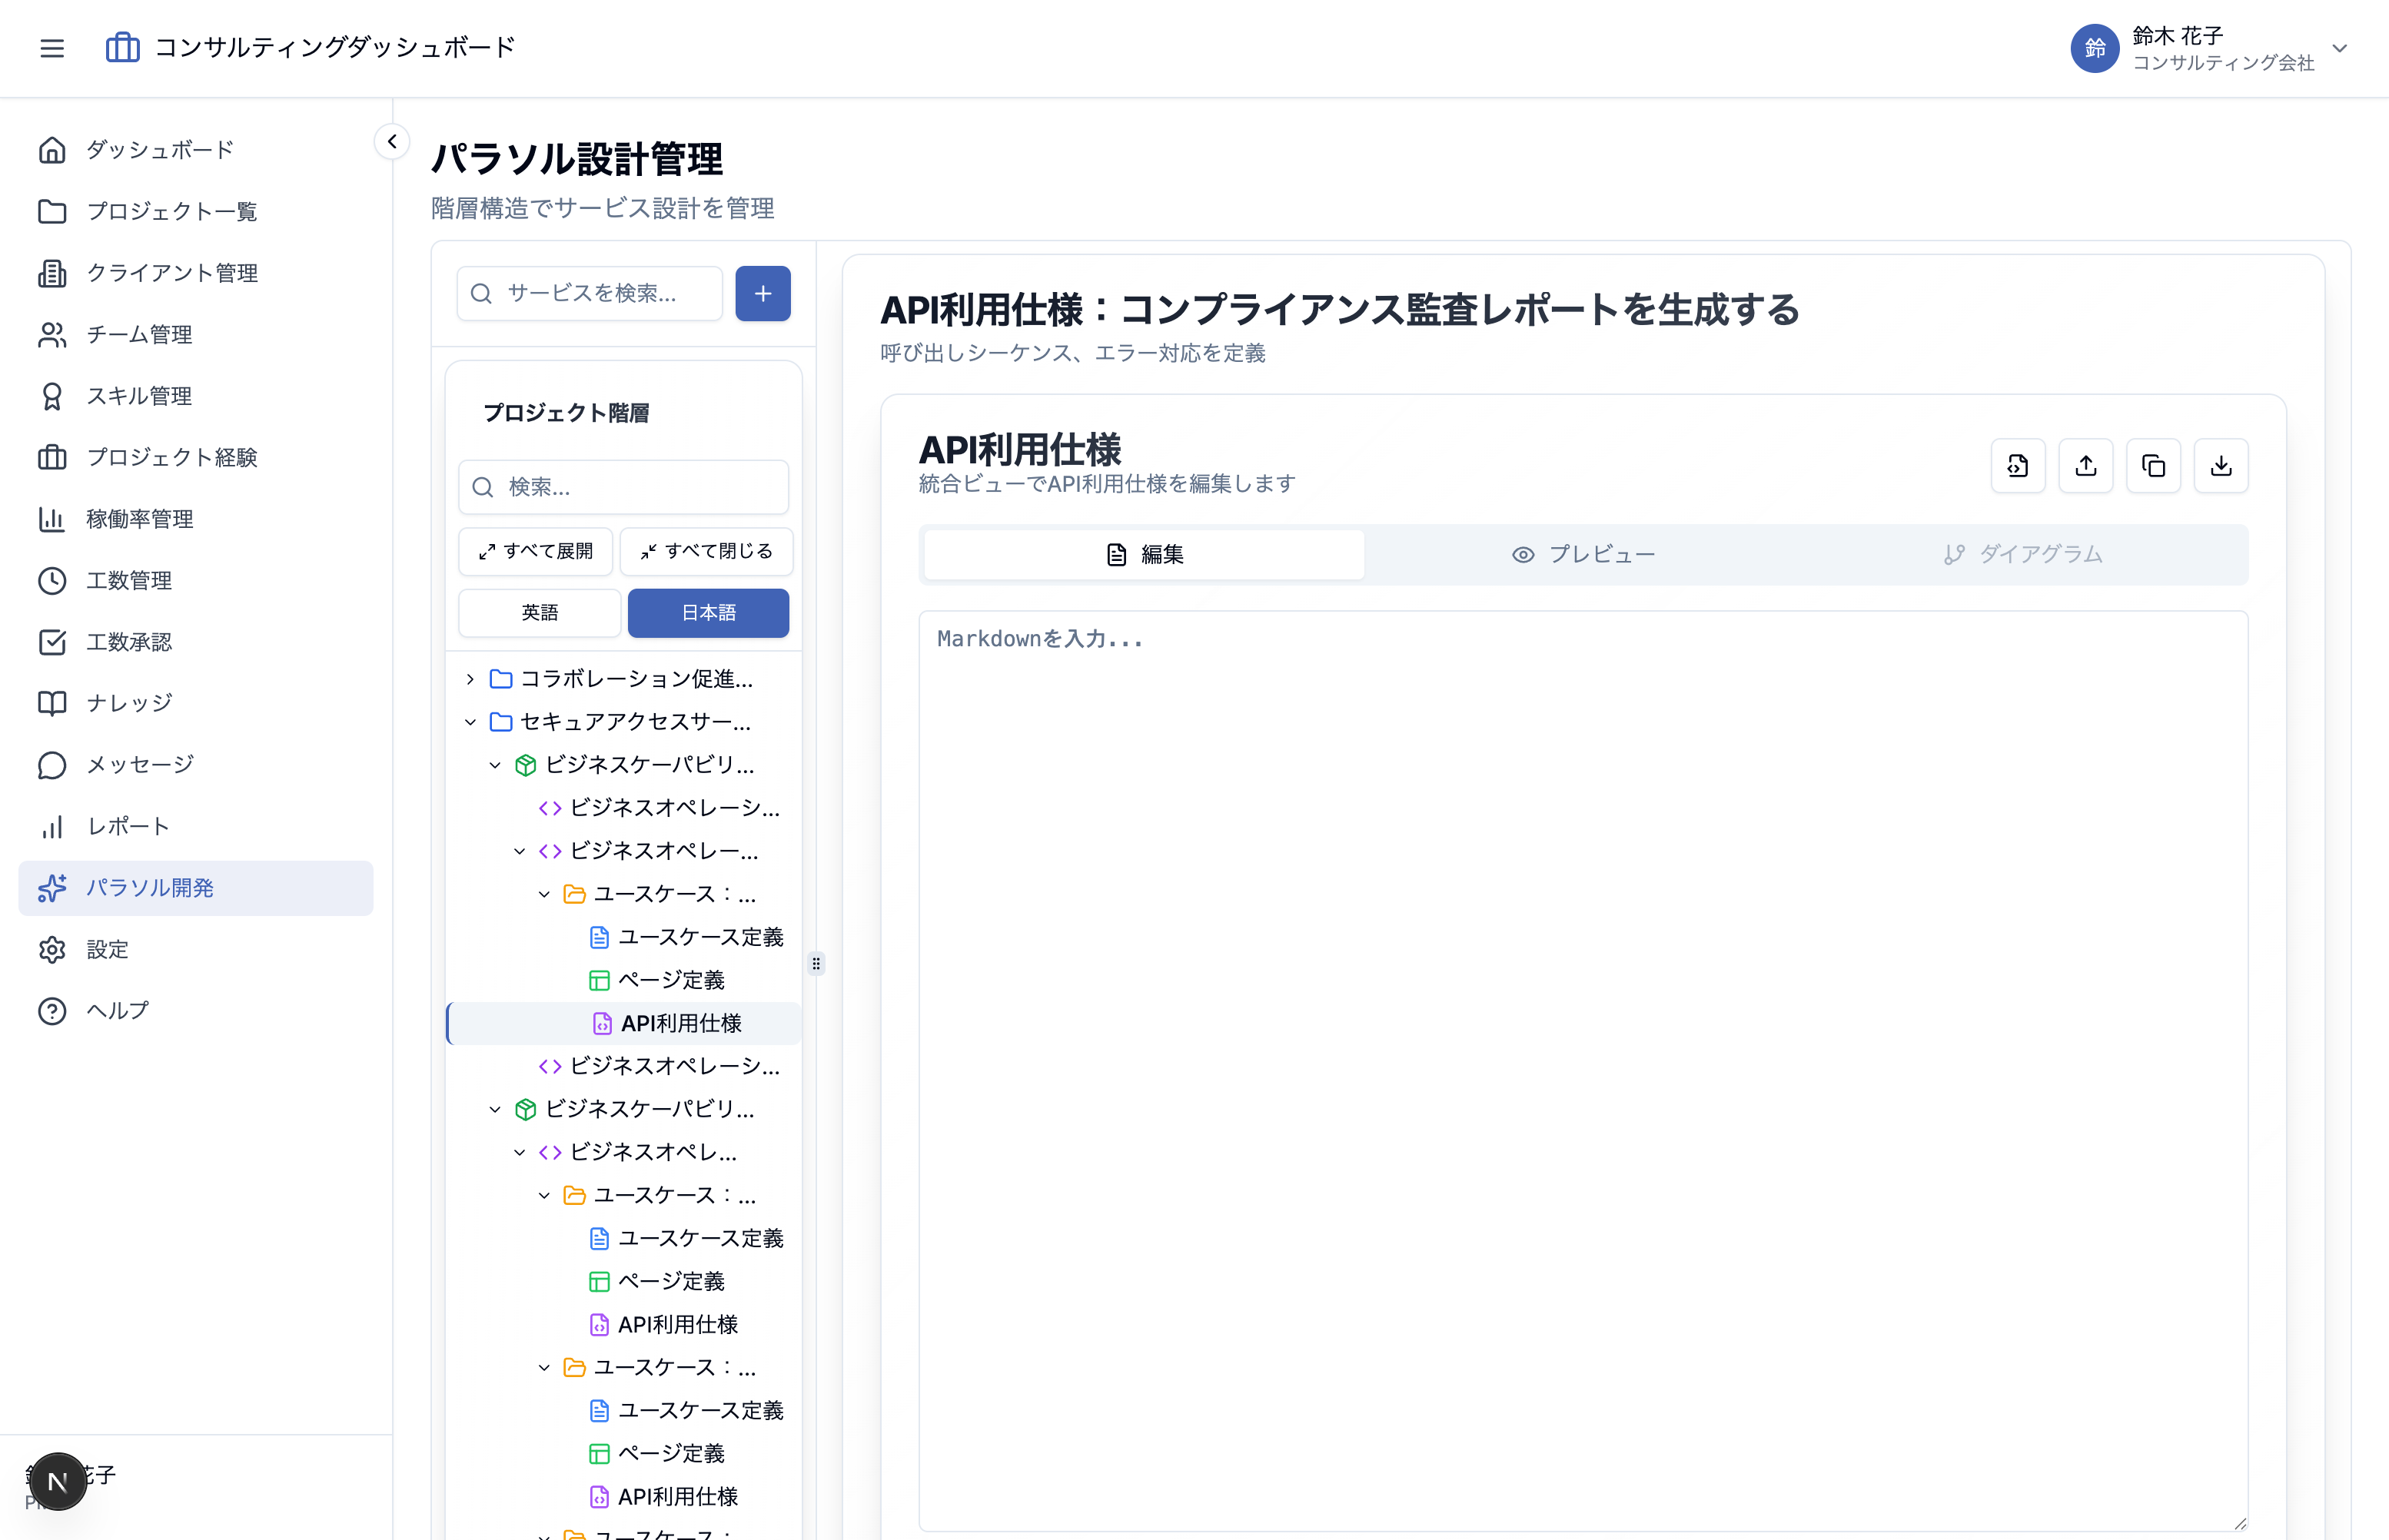 コンサルティングダッシュボード
鈴
鈴木 花子
コンサルティング会社
ダッシュボード
プロジェクト一覧
クライアント管理
チーム管理
スキル管理
プロジェクト経験
稼働率管理
工数管理
工数承認
ナレッジ
メッセージ
レポート
パラソル開発
設定
ヘルプ
花子
N
パラソル設計管理
階層構造でサービス設計を管理
サービスを検索...
プロジェクト階層
検索...
すべて展開
すべて閉じる
英語
日本語
コラボレーション促進...
セキュアアクセスサー...
ビジネスケーパビリ...
ビジネスオペレーシ...
ビジネスオペレー...
ユースケース：...
ユースケース定義
ページ定義
API利用仕様
ビジネスオペレーシ...
ビジネスケーパビリ...
ビジネスオペレ...
ユースケース：...
ユースケース定義
ページ定義
API利用仕様
ユースケース：...
ユースケース定義
ページ定義
API利用仕様
API利用仕様：コンプライアンス監査レポートを生成する
呼び出しシーケンス、エラー対応を定義
API利用仕様
統合ビューでAPI利用仕様を編集します
編集
プレビュー
ダイアグラム
Markdownを入力...